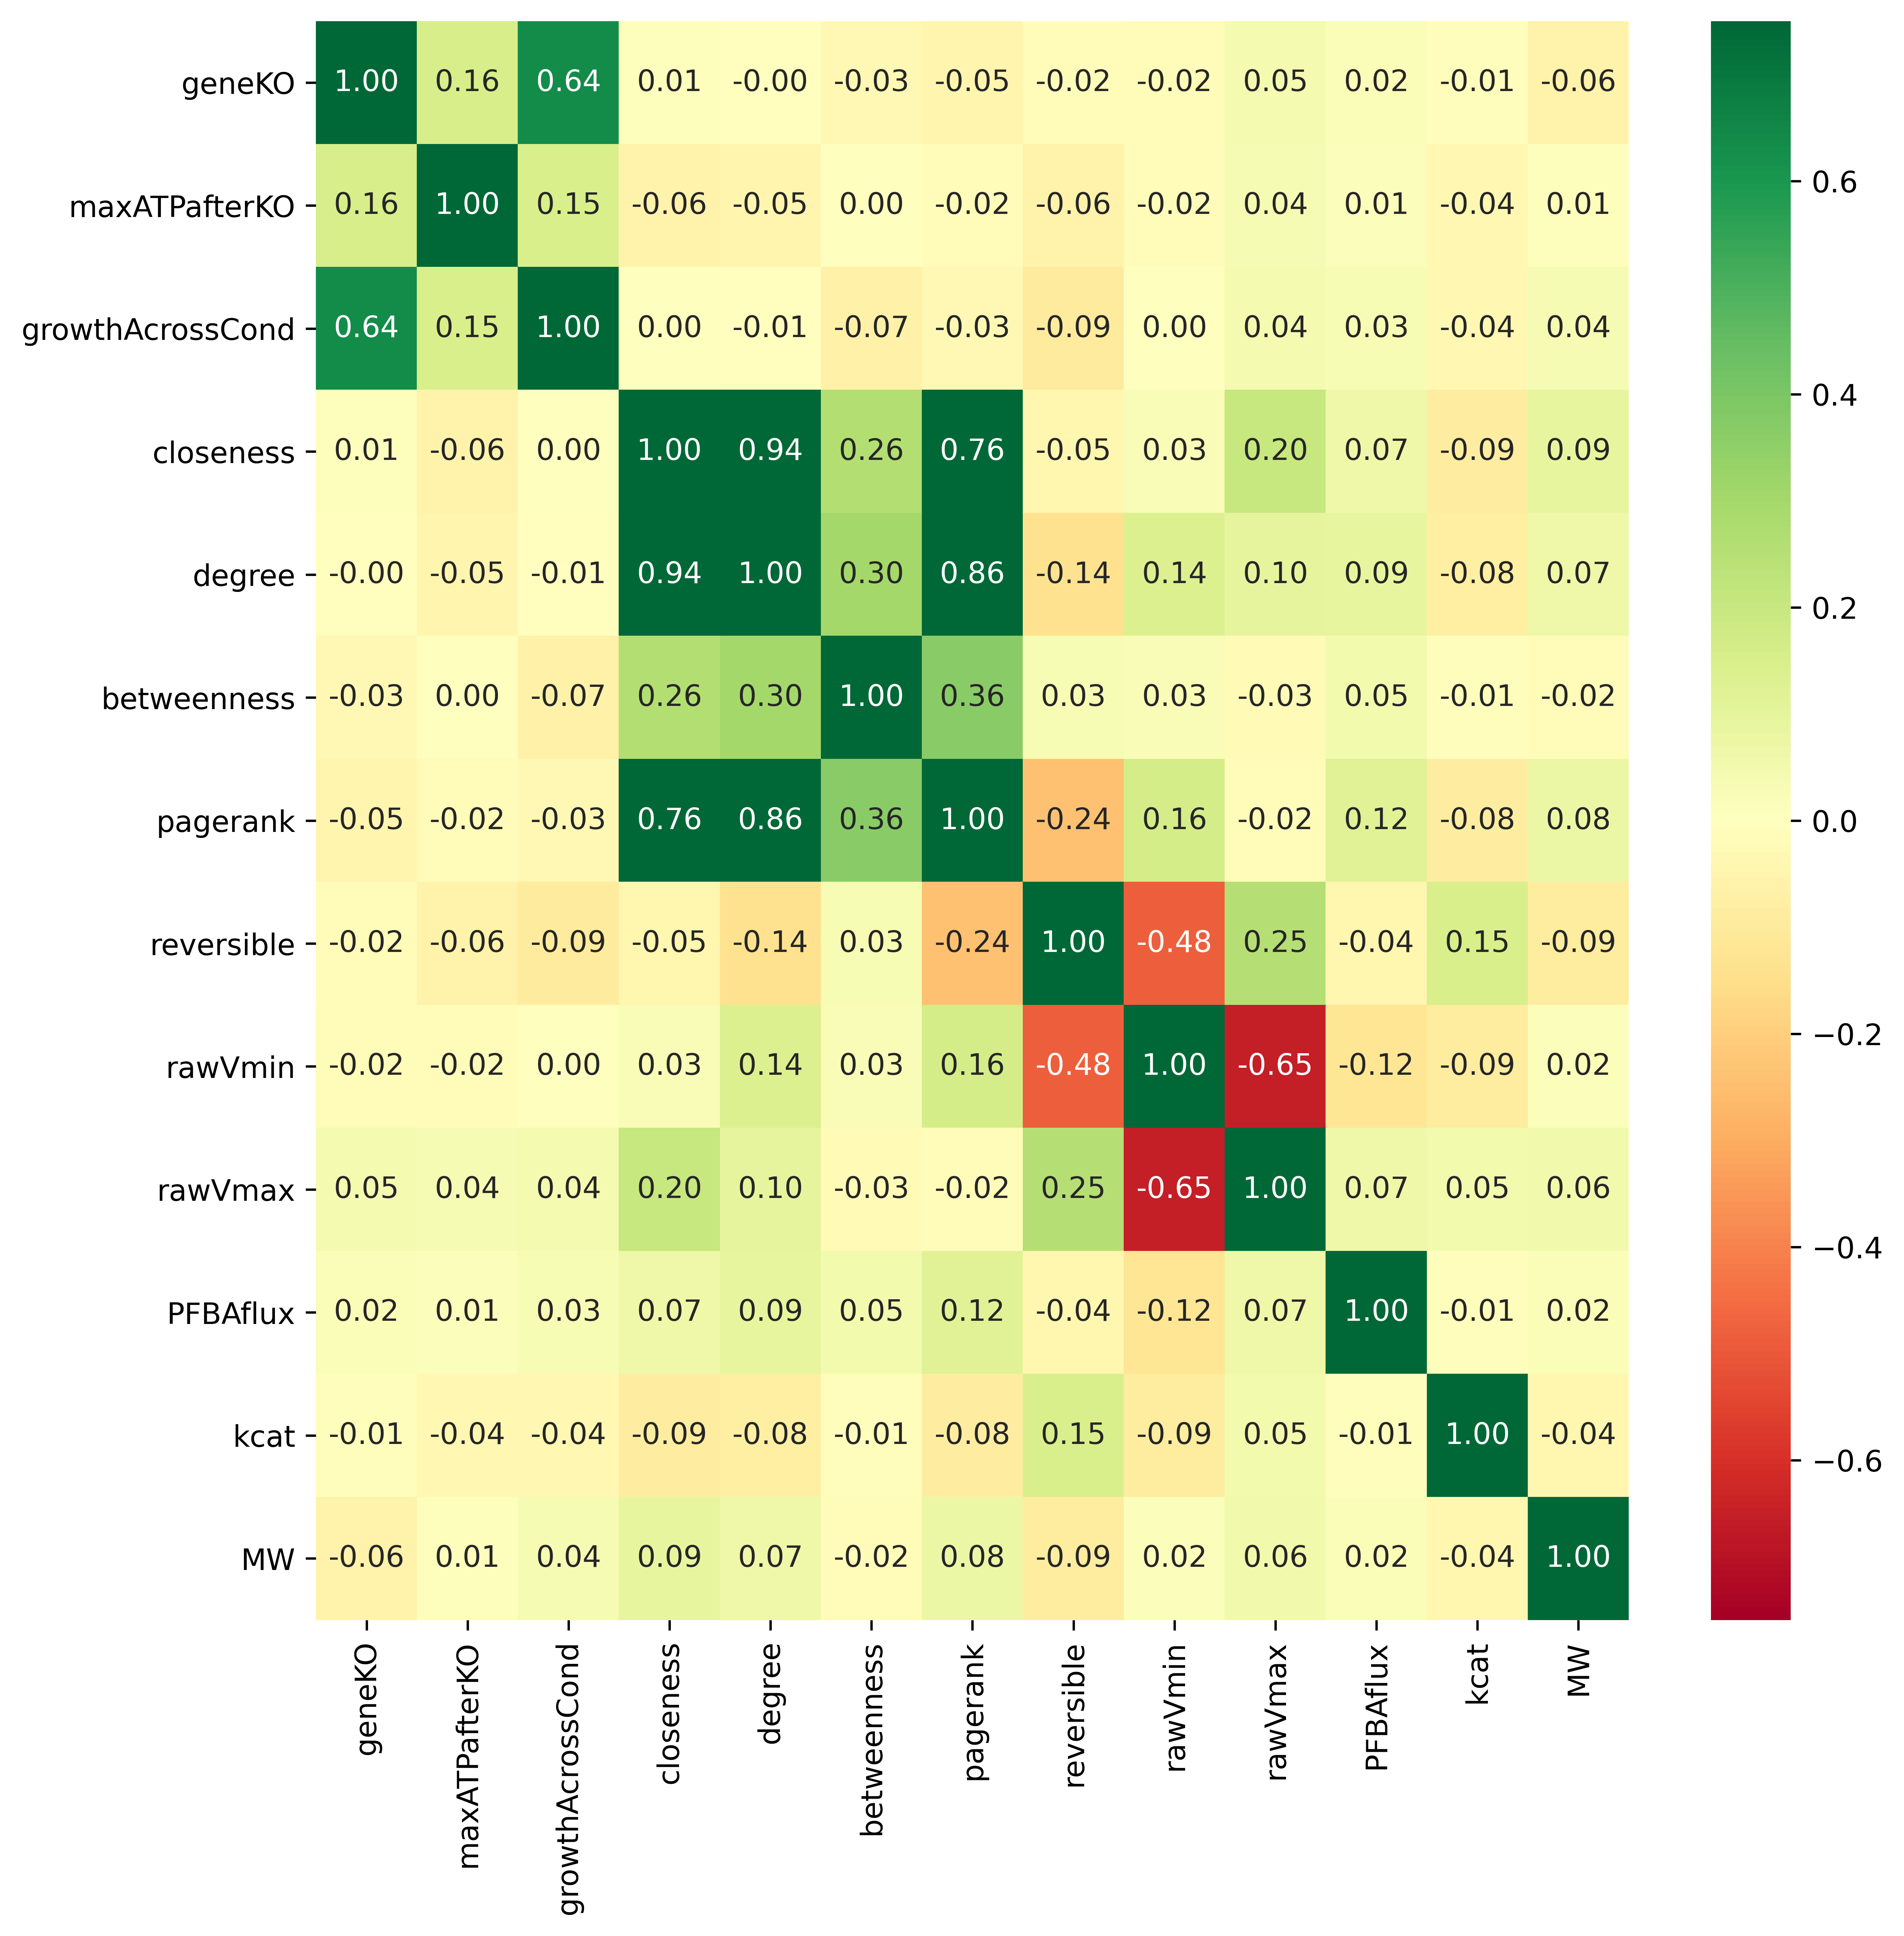 geneKO 1.00 0.16 0.64 0.01 -0.00 -0.03 -0.05 -0.02 -0.02 0.05 0.02 -0.01 -0.06
maxATPafterKO 0.16 1.00 0.15 -0.06 -0.05 0.00 -0.02 -0.06 -0.02 0.04 0.01 -0.04 0.01
growthAcrossCond 0.64 0.15 1.00 0.00 -0.01 -0.07 -0.03 -0.09 0.00 0.04 0.03 -0.04 0.04
closeness 0.01 -0.06 0.00 1.00 0.94 0.26 0.76 -0.05 0.03 0.20 0.07 -0.09 0.09
degree -0.00 -0.05 -0.01 0.94 1.00 0.30 0.86 -0.14 0.14 0.10 0.09 -0.08 0.07
betweenness -0.03 0.00 -0.07 0.26 0.30 1.00 0.36 0.03 0.03 -0.03 0.05 -0.01 -0.02
pagerank -0.05 -0.02 -0.03 0.76 0.86 0.36 1.00 -0.24 0.16 -0.02 0.12 -0.08 0.08
reversible -0.02 -0.06 -0.09 -0.05 -0.14 0.03 -0.24 1.00 -0.48 0.25 -0.04 0.15 -0.09
rawVmin -0.02 -0.02 0.00 0.03 0.14 0.03 0.16 -0.48 1.00 -0.65 -0.12 -0.09 0.02
rawVmax 0.05 0.04 0.04 0.20 0.10 -0.03 -0.02 0.25 -0.65 1.00 0.07 0.05 0.06
PFBAflux 0.02 0.01 0.03 0.07 0.09 0.05 0.12 -0.04 -0.12 0.07 1.00 -0.01 0.02
kcat -0.01 -0.04 -0.04 -0.09 -0.08 -0.01 -0.08 0.15 -0.09 0.05 -0.01 1.00 -0.04
MW -0.06 0.01 0.04 0.09 0.07 -0.02 0.08 -0.09 0.02 0.06 0.02 -0.04 1.00
geneKO
maxATPafterKO
growthAcrossCond
closeness
degree
betweenness
pagerank
reversible
rawVmin
rawVmax
PFBAflux
kcat
MW
0.6
0.4
0.2
0.0
−0.2
−0.4
−0.6